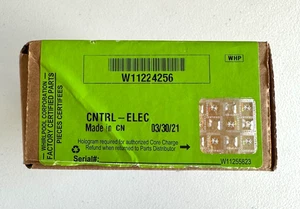 WHIRLPOOL CORPORATION
FACTORY CERTIFIED PARTS
PIECES CERTIFIEES
WHP
W11224256
CNTRL-ELEC
Made in CN 03/30/21
Hologram required for authorized Core Charge
Refund when returned to Parts Distributor.
Serial#:
W11255823